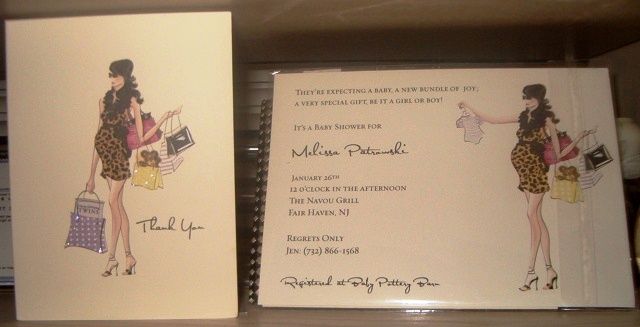 TWINS
Thank You
They're expecting a baby, a new bundle of joy;
a very special gift, be it a girl or boy!
It's a Baby Shower for
Melissa Patrowski
January 26th
12 o'clock in the afternoon
The Navou Grill
Fair Haven, NJ
Regrets Only
Jen: (732) 866-1568
Registered at Baby Pottery Barn